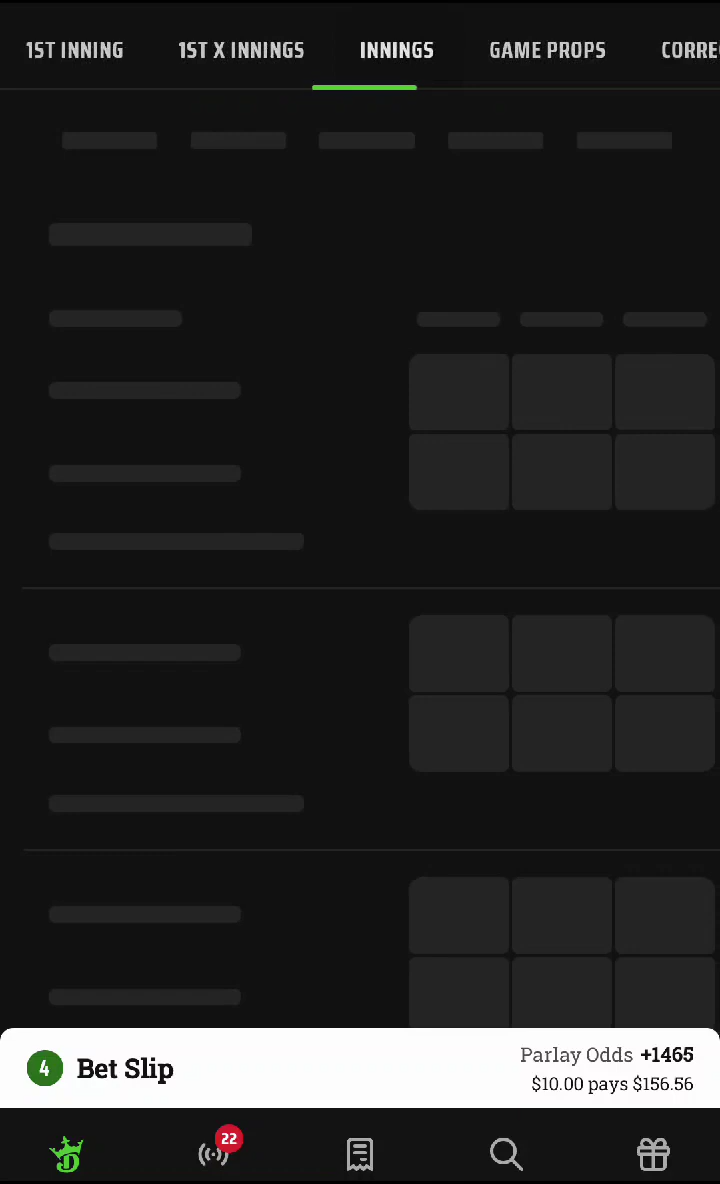 1ST INNING 1ST X INNINGS INNINGS GAME PROPS CORRE
4 Bet Slip Parlay Odds +1465
$10.00 pays $156.56
22